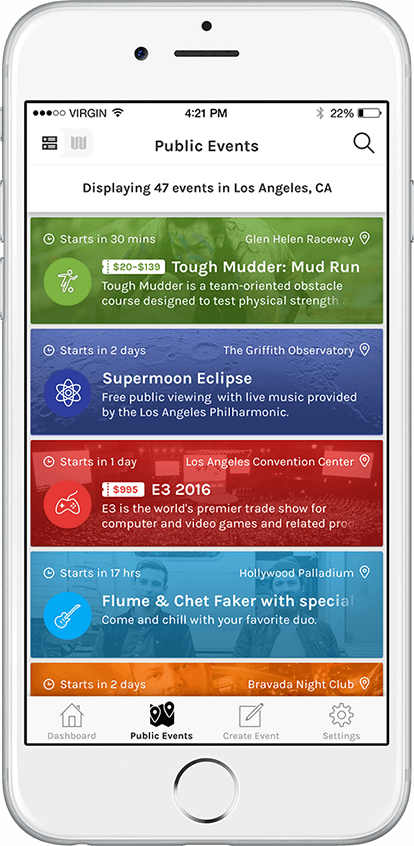 VIRGIN 4:21 PM 22%
Public Events
Displaying 47 events in Los Angeles, CA
Starts in 30 mins Glen Helen Raceway
$20–$139 Tough Mudder: Mud Run
Tough Mudder is a team-oriented obstacle
course designed to test physical strength a
Starts in 2 days The Griffith Observatory
Supermoon Eclipse
Free public viewing with live music provided
by the Los Angeles Philharmonic.
Starts in 1 day Los Angeles Convention Center
$995 E3 2016
E3 is the world's premier trade show for
computer and video games and related proc
Starts in 17 hrs Hollywood Palladium
Flume & Chet Faker with special
Come and chill with your favorite duo.
Starts in 2 days Bravada Night Club
Dashboard Public Events Create Event Settings